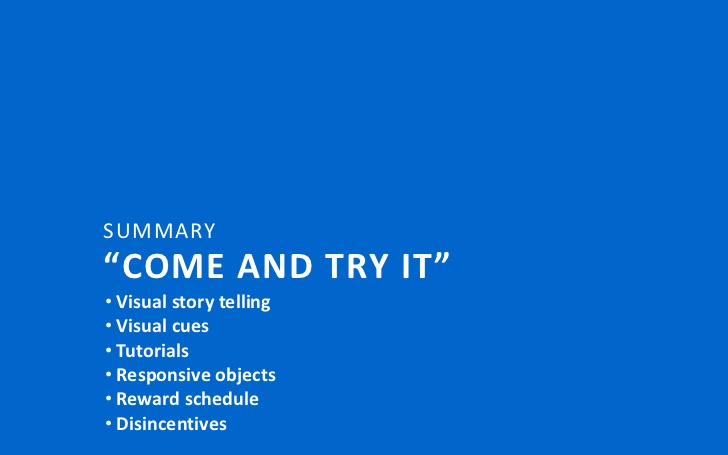 SUMMARY
“COME AND TRY IT”
• Visual story telling
• Visual cues
• Tutorials
• Responsive objects
• Reward schedule
• Disincentives